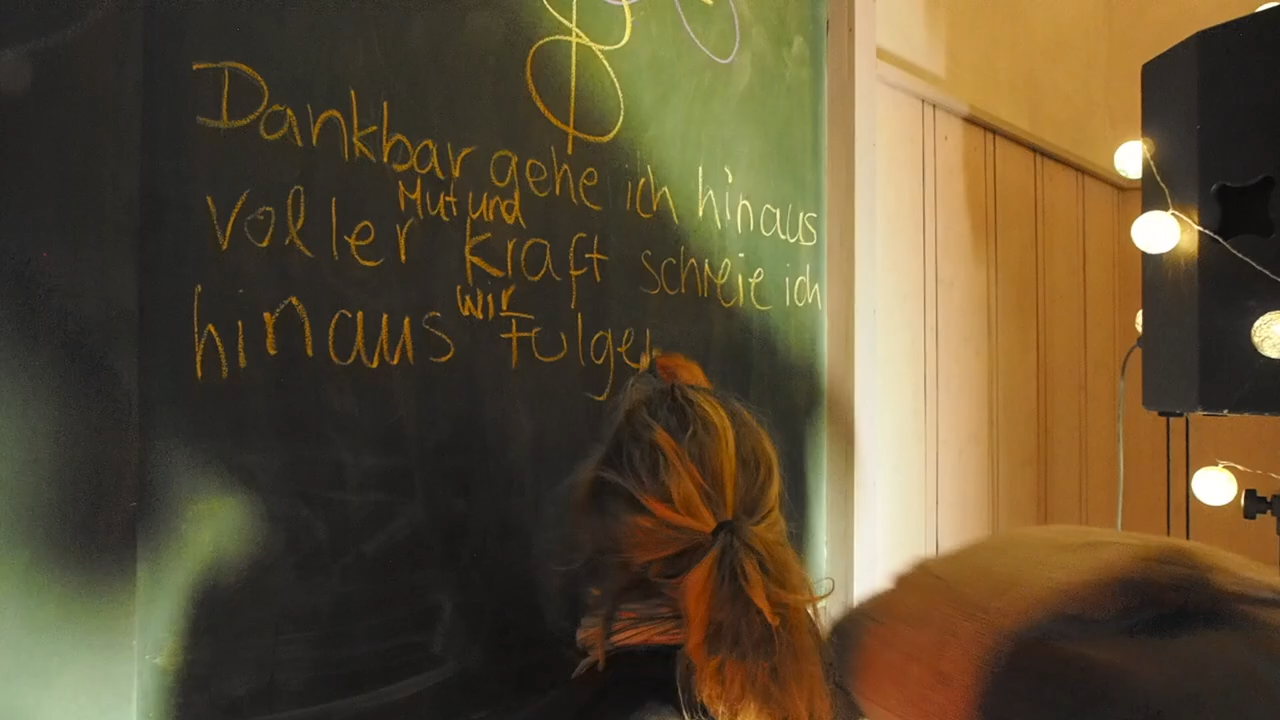 Dankbar gehe ich hinaus
voller Mut und kraft schreie ich
hinaus wir